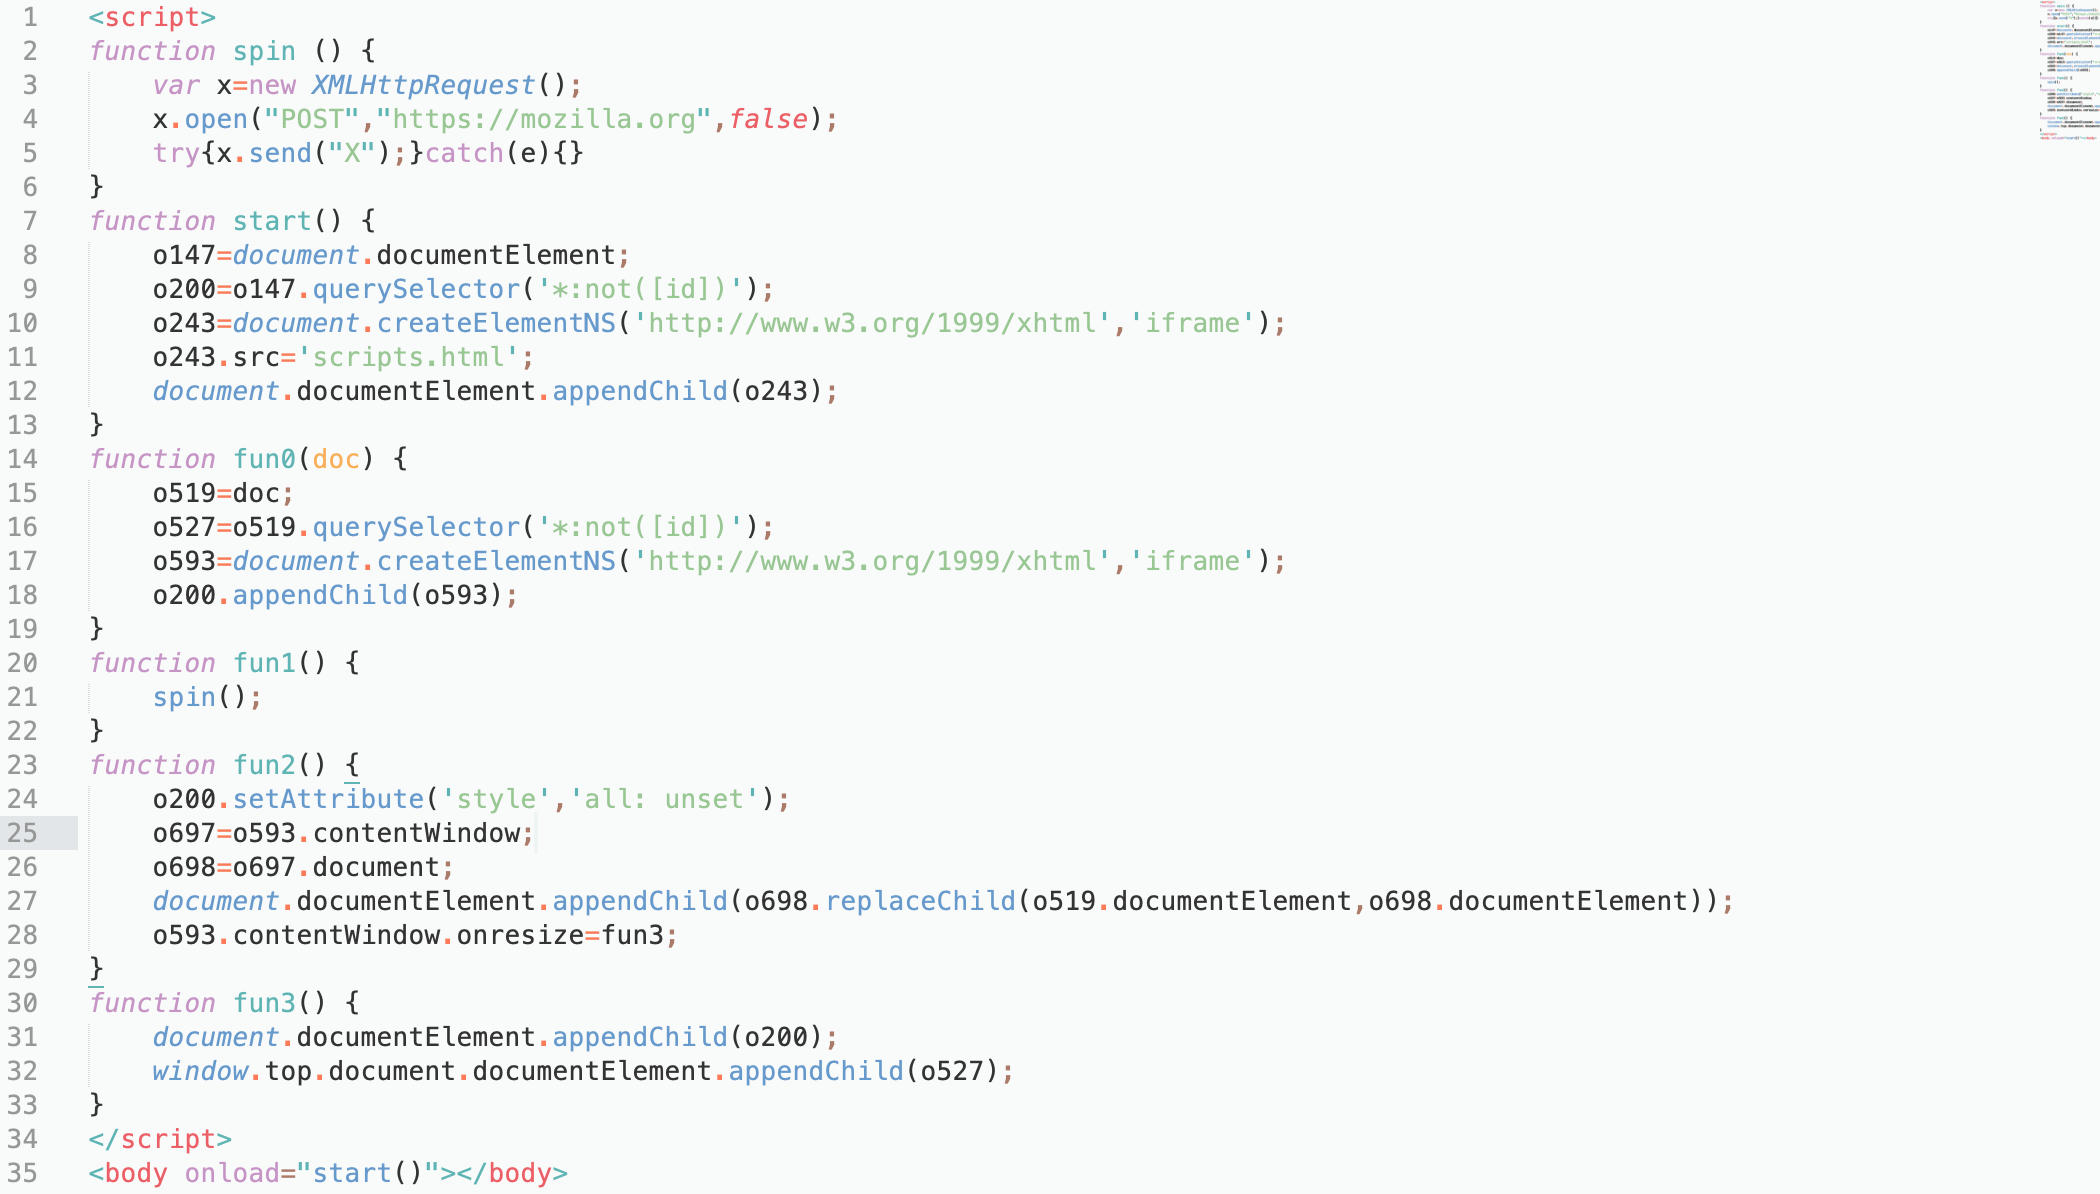 1 <script>
2 function spin () {
3 var x=new XMLHttpRequest();
4 x.open("POST","https://mozilla.org",false);
5 try{x.send("X");}catch(e){}
6 }
7 function start() {
8 o147=document.documentElement;
9 o200=o147.querySelector('*:not([id])');
10 o243=document.createElementNS('http://www.w3.org/1999/xhtml','iframe');
11 o243.src='scripts.html';
12 document.documentElement.appendChild(o243);
13 }
14 function fun0(doc) {
15 o519=doc;
16 o527=o519.querySelector('*:not([id])');
17 o593=document.createElementNS('http://www.w3.org/1999/xhtml','iframe');
18 o200.appendChild(o593);
19 }
20 function fun1() {
21 spin();
22 }
23 function fun2() {
24 o200.setAttribute('style','all: unset');
25 o697=o593.contentWindow;
26 o698=o697.document;
27 document.documentElement.appendChild(o698.replaceChild(o519.documentElement,o698.documentElement));
28 o593.contentWindow.onresize=fun3;
29 }
30 function fun3() {
31 document.documentElement.appendChild(o200);
32 window.top.document.documentElement.appendChild(o527);
33 }
34 </script>
35 <body onload="start()"></body>